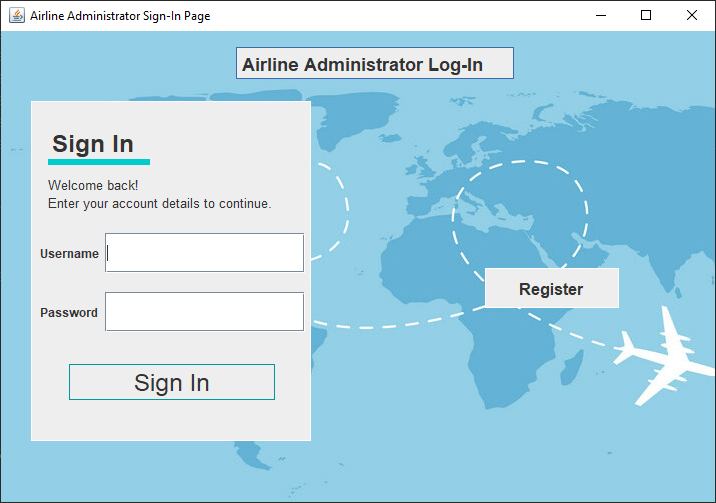 Airline Administrator Sign-In Page
Airline Administrator Log-In
Sign In
Welcome back!
Enter your account details to continue.
Username
Password
Sign In
Register